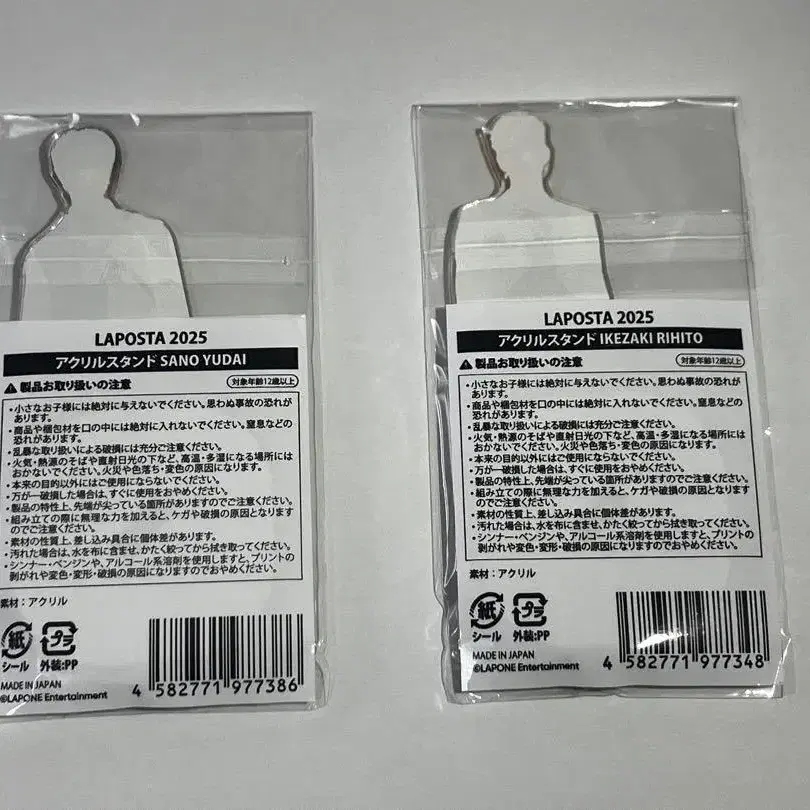 LAPOSTA 2025
アクリルスタンド SANO YUDAI
製品お取り扱いの注意
対象年齢12歳以上
・小さなお子様には絶対に与えないでください。思わぬ事故の恐れが
あります。
・商品や梱包材を口の中には絶対に入れないでください。窒息などの
恐れがあります。
・乱暴な取り扱いによる破損には充分ご注意ください。
・火気・熱源のそばや直射日光の下など、高温・多湿になる場所には
おかないでください。火災や色落ち・変色の原因になります。
・本来の目的以外にはご使用にならないでください。
・万が一破損した場合は、すぐに使用をおやめください。
・製品の特性上、先端が尖っている箇所がありますのでご注意ください。
・組み立ての際に無理な力を加えると、ケガや破損の原因となります
のでご注意ください。
・素材の性質上、差し込み具合に個体差があります。
・汚れた場合は、水を布に含ませ、かたく絞ってから拭き取ってください。
・シンナー・ベンジンや、アルコール系溶剤を使用しますと、プリントの
剥がれや変色・変形・破損の原因になりますのでおやめください。
素材：アクリル
紙 プラ
シール 外装:PP
MADE IN JAPAN
©LAPONE Entertainment
4 582771 977386
LAPOSTA 2025
アクリルスタンド IKEZAKI RIHITO
製品お取り扱いの注意
対象年齢12歳以上
・小さなお子様には絶対に与えないでください。思わぬ事故の恐れが
あります。
・商品や梱包材を口の中には絶対に入れないでください。窒息などの
恐れがあります。
・乱暴な取り扱いによる破損には充分ご注意ください。
・火気・熱源のそばや直射日光の下など、高温・多湿になる場所には
おかないでください。火災や色落ち・変色の原因になります。
・本来の目的以外にはご使用にならないでください。
・万が一破損した場合は、すぐに使用をおやめください。
・製品の特性上、先端が尖っている箇所がありますのでご注意ください。
・組み立ての際に無理な力を加えると、ケガや破損の原因となります
のでご注意ください。
・素材の性質上、差し込み具合に個体差があります。
・汚れた場合は、水を布に含ませ、かたく絞ってから拭き取ってください。
・シンナー・ベンジンや、アルコール系溶剤を使用しますと、プリントの
剥がれや変色・変形・破損の原因になりますのでおやめください。
素材：アクリル
紙 プラ
シール 外装:PP
MADE IN JAPAN
©LAPONE Entertainment
4 582771 977348